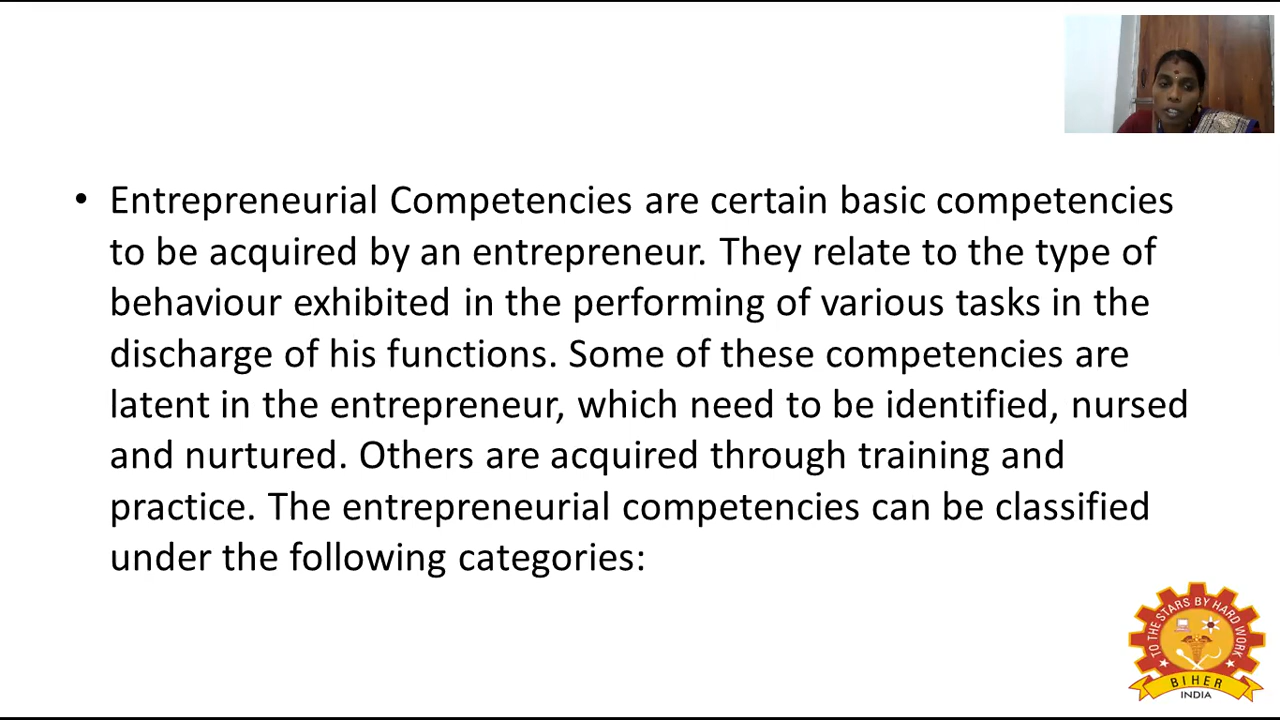 • Entrepreneurial Competencies are certain basic competencies
to be acquired by an entrepreneur. They relate to the type of
behaviour exhibited in the performing of various tasks in the
discharge of his functions. Some of these competencies are
latent in the entrepreneur, which need to be identified, nursed
and nurtured. Others are acquired through training and
practice. The entrepreneurial competencies can be classified
under the following categories:
TO THE STARS BY HARD WORK
BIHER
INDIA